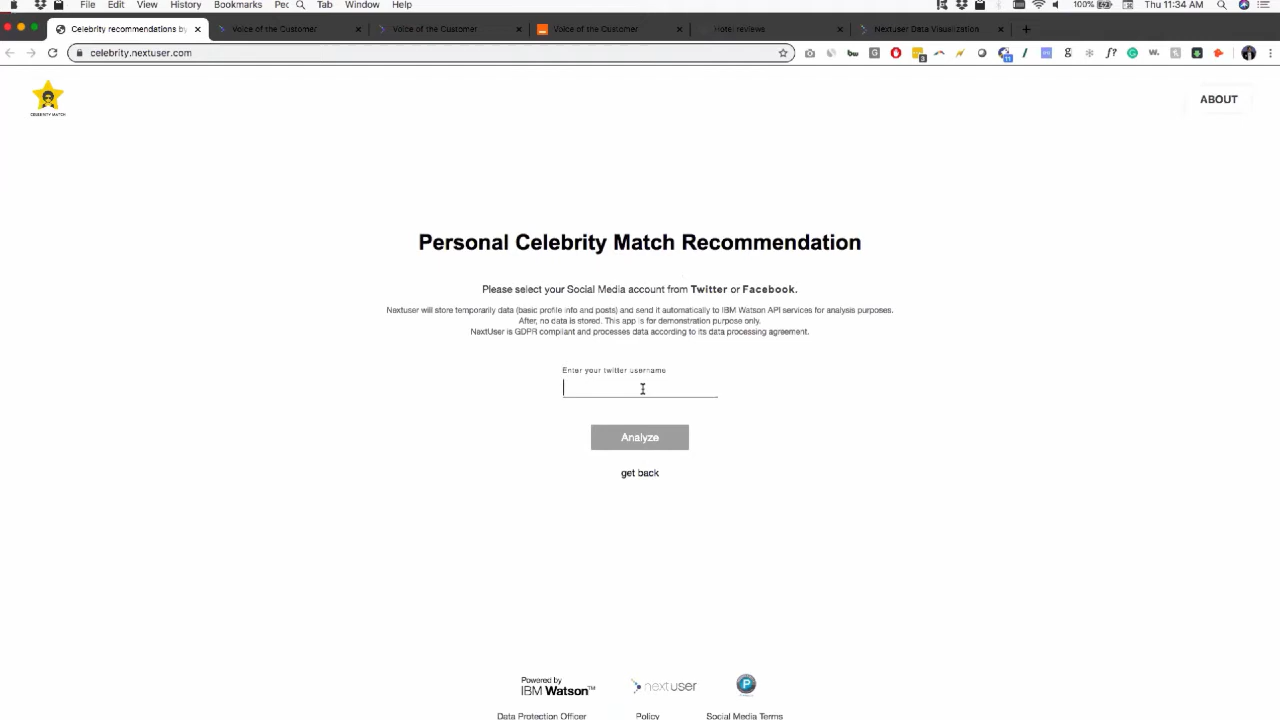 File Edit View History Bookmarks Tab Window Help 100% Thu 11:34 AM
Celebrity recommendations by Voice of the Customer Voice of the Customer Voice of the Customer Hotel reviews Nextuser Data Visualization
celebrity.nextuser.com
CELEBRITY MATCH
ABOUT
Personal Celebrity Match Recommendation
Please select your Social Media account from Twitter or Facebook.
Nextuser will store temporarily data (basic profile info and posts) and send it automatically to IBM Watson API services for analysis purposes.
After, no data is stored. This app is for demonstration purpose only.
NextUser is GDPR compliant and processes data according to its data processing agreement.
Enter your twitter username
Analyze
get back
Powered by
IBM Watson™
nextuser
Data Protection Officer Policy Social Media Terms